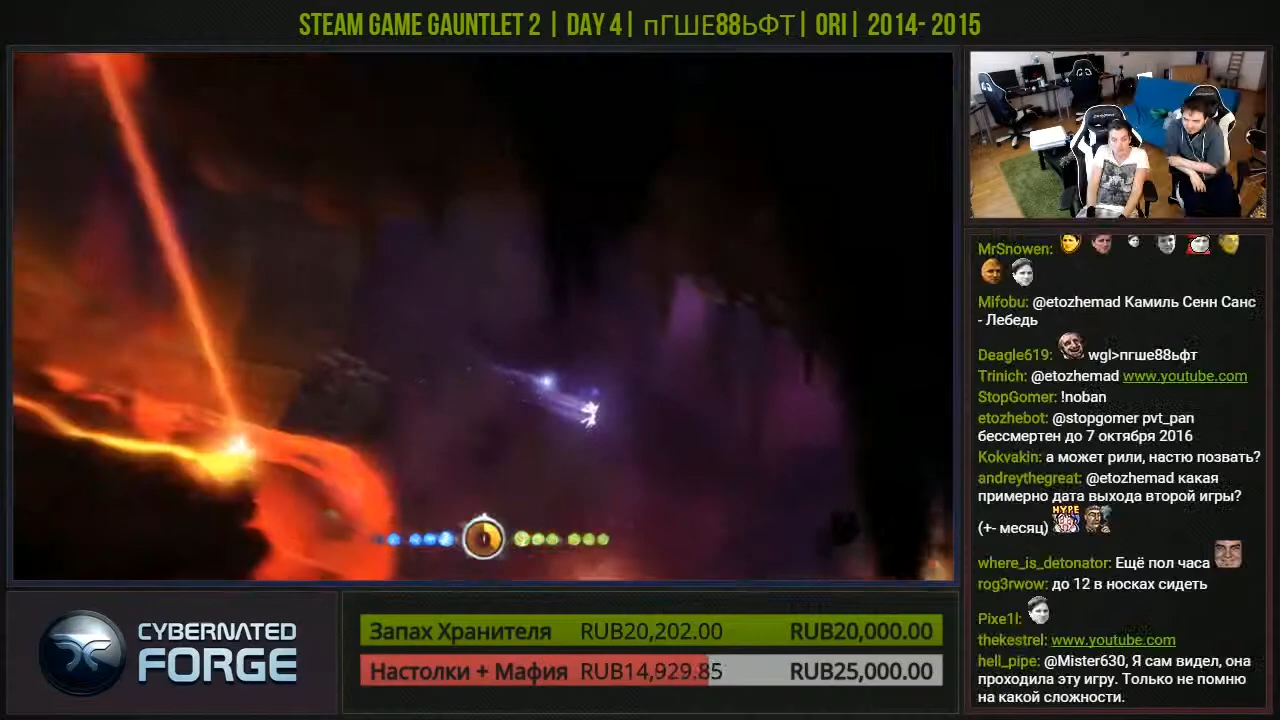 STEAM GAME GAUNTLET 2 | DAY 4| пГШЕ88ЬФТ| ORI| 2014- 2015
MrSnowen:
Mifobu: @etozhemad Камиль Сенн Санс
- Лебедь
Deagle619: wgl>пгше88ьфт
Trinich: @etozhemad www.youtube.com
StopGomer: !noban
etozhebot: @stopgomer pvt_pan
бессмертен до 7 октября 2016
Kokvakin: а может рили, настю позвать?
andreythegreat: @etozhemad какая
примерно дата выхода второй игры?
(+- месяц) HYPE
where_is_detonator: Ещё пол часа
rog3rwow: до 12 в носках сидеть
Pixe1l:
thekestrel: www.youtube.com
hell_pipe: @Mister630, Я сам видел, она
проходила эту игру. Только не помню
на какой сложности.
CYBERNATED
FORGE
Запах Хранителя RUB20,202.00 RUB20,000.00
Настолки + Мафия RUB14,929.85 RUB25,000.00